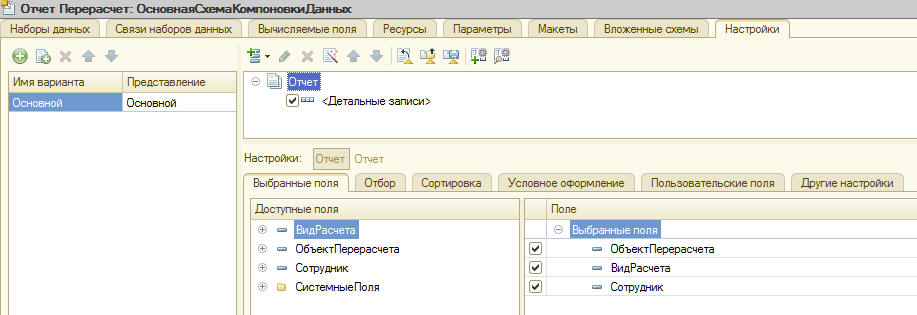 Отчет Перерасчет: ОсновнаяСхемаКомпоновкиДанных
Наборы данных Связи наборов данных Вычисляемые поля Ресурсы Параметры Макеты Вложенные схемы Настройки
Имя варианта Представление
Основной Основной
Отчет
<Детальные записи>
Настройки: Отчет Отчет
Выбранные поля Отбор Сортировка Условное оформление Пользовательские поля Другие настройки
Доступные поля Поле
ВидРасчета Выбранные поля
ОбъектПерерасчета ОбъектПерерасчета
Сотрудник ВидРасчета
СистемныеПоля Сотрудник